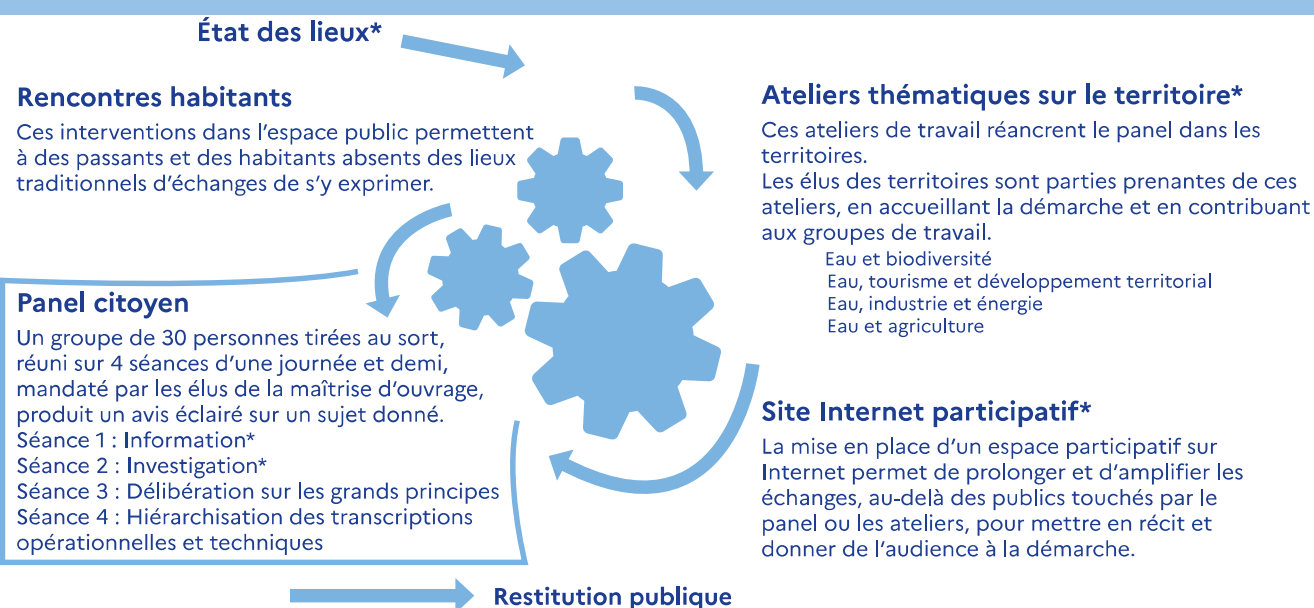 État des lieux*
Rencontres habitants
Ces interventions dans l'espace public permettent
à des passants et des habitants absents des lieux
traditionnels d'échanges de s'y exprimer.
Panel citoyen
Un groupe de 30 personnes tirées au sort,
réuni sur 4 séances d'une journée et demi,
mandaté par les élus de la maîtrise d'ouvrage,
produit un avis éclairé sur un sujet donné.
Séance 1 : Information*
Séance 2 : Investigation*
Séance 3 : Délibération sur les grands principes
Séance 4 : Hiérarchisation des transcriptions
opérationnelles et techniques
Ateliers thématiques sur le territoire*
Ces ateliers de travail réancrent le panel dans les
territoires.
Les élus des territoires sont parties prenantes de ces
ateliers, en accueillant la démarche et en contribuant
aux groupes de travail.
Eau et biodiversité
Eau, tourisme et développement territorial
Eau, industrie et énergie
Eau et agriculture
Site Internet participatif*
La mise en place d'un espace participatif sur
Internet permet de prolonger et d'amplifier les
échanges, au-delà des publics touchés par le
panel ou les ateliers, pour mettre en récit et
donner de l'audience à la démarche.
Restitution publique